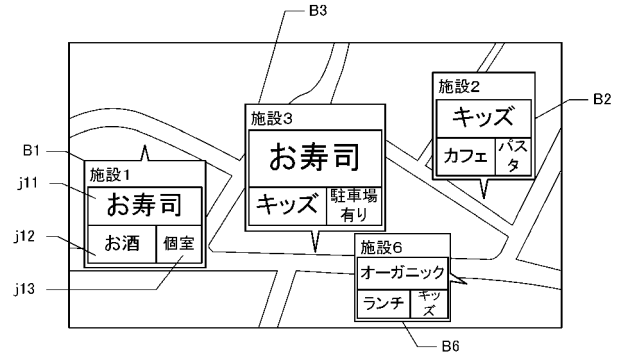 B3
施設2
キッズ
カフェ
パス
タ
B2
施設3
お寿司
キッズ
駐車場
有り
B1
施設1
j11
お寿司
j12
お酒
個室
j13
施設6
オーガニック
ランチ
キッ
ズ
B6